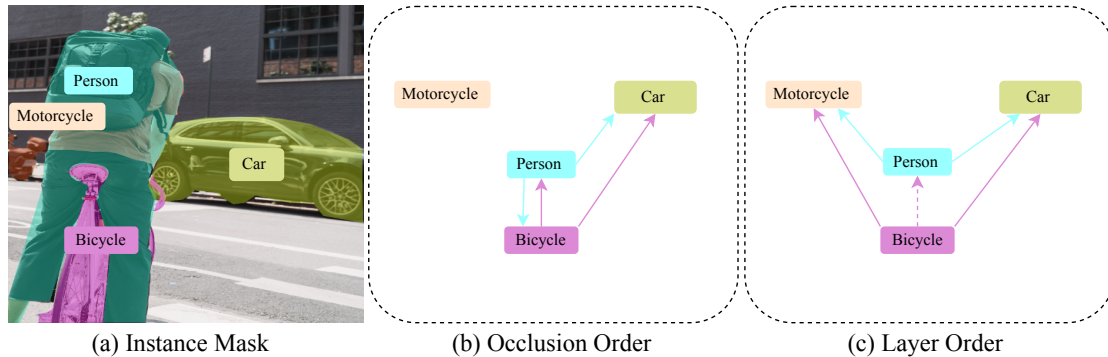 Person
Motorcycle
Car
Bicycle
(a) Instance Mask
Motorcycle
Car
Person
Bicycle
(b) Occlusion Order
Motorcycle
Car
Person
Bicycle
(c) Layer Order